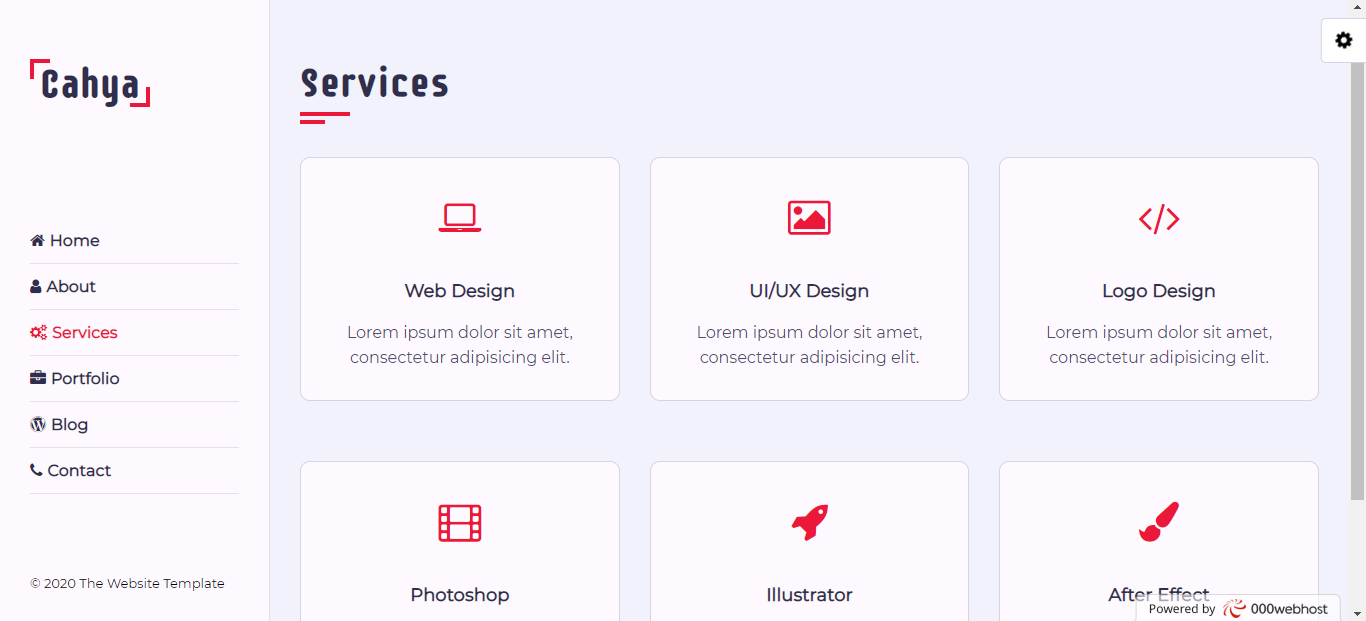 Cahya
Home
About
Services
Portfolio
Blog
Contact
© 2020 The Website Template
Services
Web Design
Lorem ipsum dolor sit amet,
consectetur adipisicing elit.
UI/UX Design
Lorem ipsum dolor sit amet,
consectetur adipisicing elit.
Logo Design
Lorem ipsum dolor sit amet,
consectetur adipisicing elit.
Photoshop
Illustrator
After Effect
Powered by 000webhost